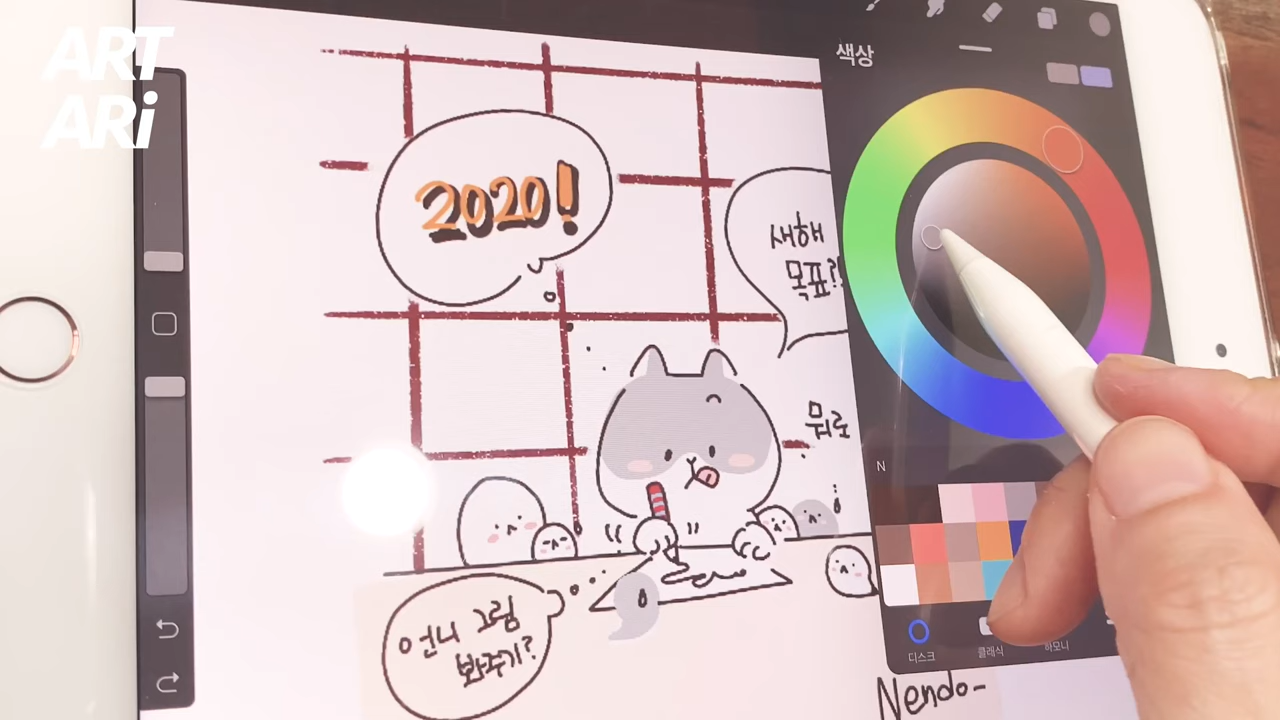 ART
ARi
색상
2020!
새해
목표?!
뭐로
N
언니 그림
봐주기?
디스크
클래식
하모니
Nendo-